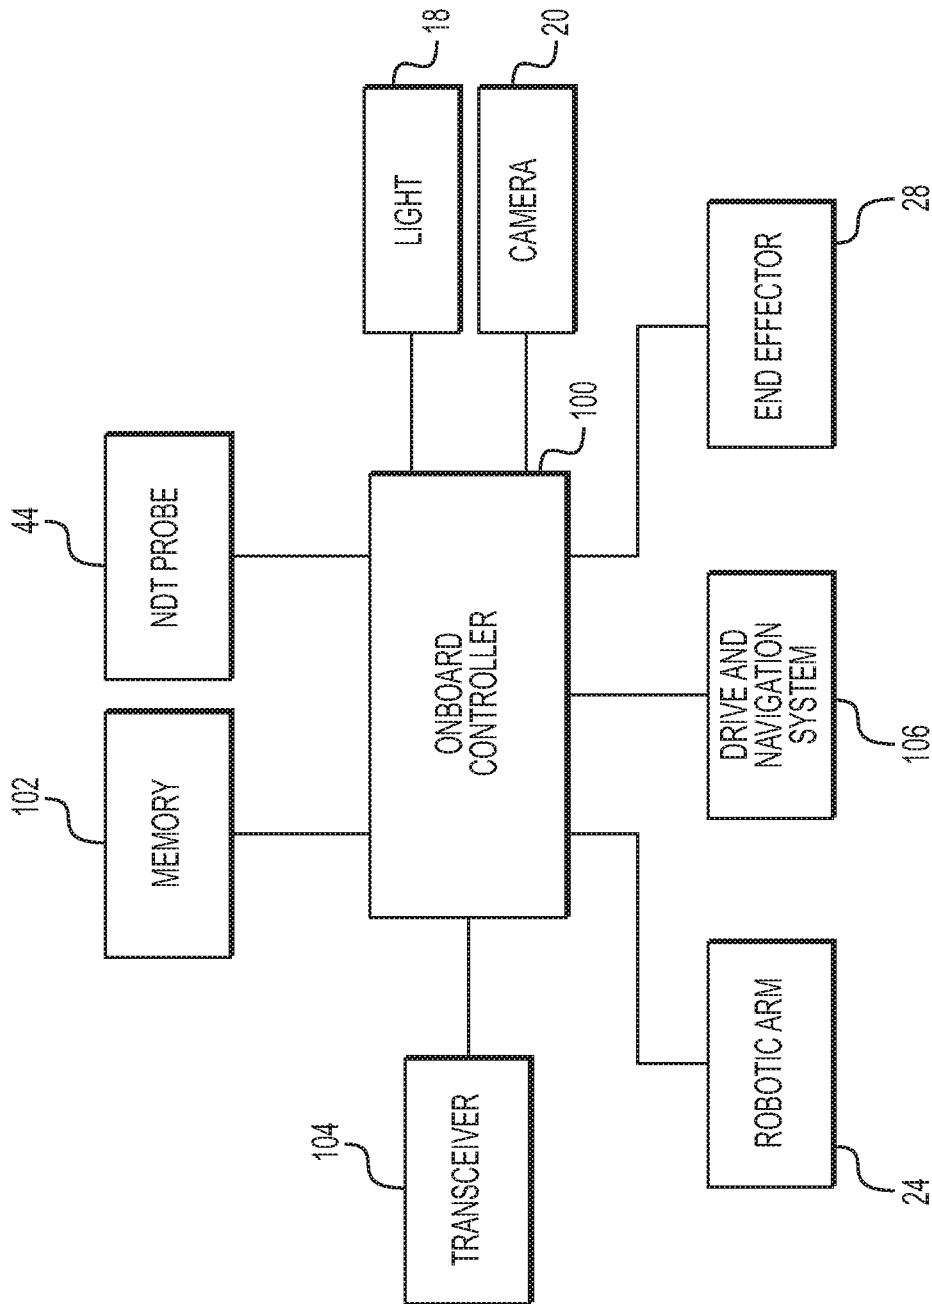 102
44
MEMORY
NDT PROBE
104
TRANSCEIVER
ONBOARD
CONTROLLER
100
LIGHT
18
CAMERA
20
ROBOTIC ARM
24
DRIVE AND
NAVIGATION
SYSTEM
106
END EFFECTOR
28